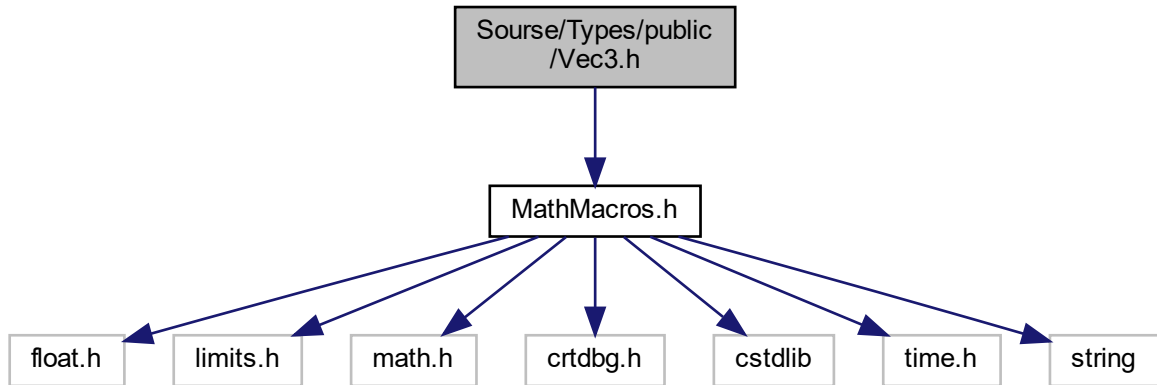 Sourse/Types/public
/Vec3.h
MathMacros.h
float.h
limits.h
math.h
crtdbg.h
cstdlib
time.h
string